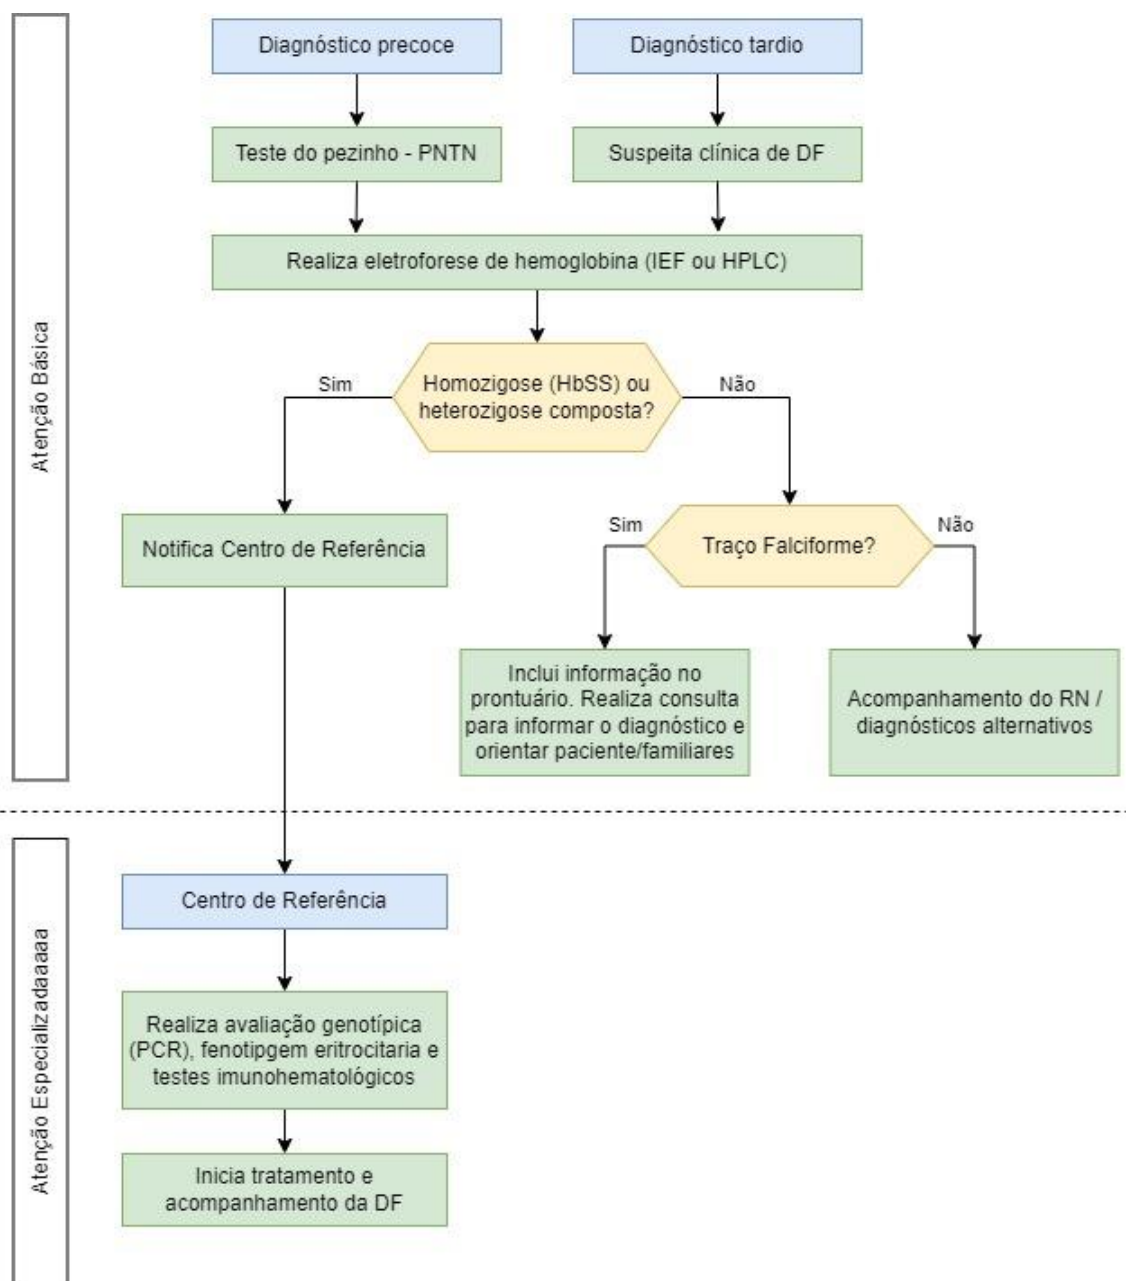 Diagnóstico precoce
Diagnóstico tardio
Teste do pezinho - PNTN
Suspeita clínica de DF
Realiza eletroforese de hemoglobina (IEF ou HPLC)
Atenção Básica
Homozigose (HbSS) ou
heterozigose composta?
Sim
Não
Notifica Centro de Referência
Traço Falciforme?
Sim
Não
Inclui informação no
prontuário. Realiza consulta
para informar o diagnóstico e
orientar paciente/familiares
Acompanhamento do RN /
diagnósticos alternativos
Atenção Especializadaaaaaa
Centro de Referência
Realiza avaliação genotípica
(PCR), fenotipgem eritrocitaria e
testes imunohematológicos
Inicia tratamento e
acompanhamento da DF